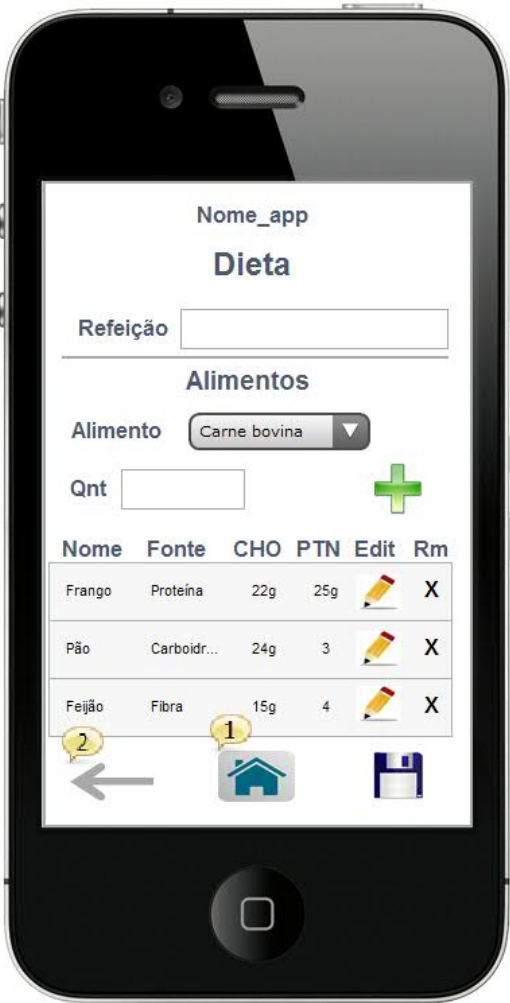 Nome_app
Dieta
Refeição
Alimentos
Alimento Carne bovina
Qnt
Nome Fonte CHO PTN Edit Rm
Frango Proteína 22g 25g X
Pão Carboidr... 24g 3 X
Feijão Fibra 15g 4 X
2 1